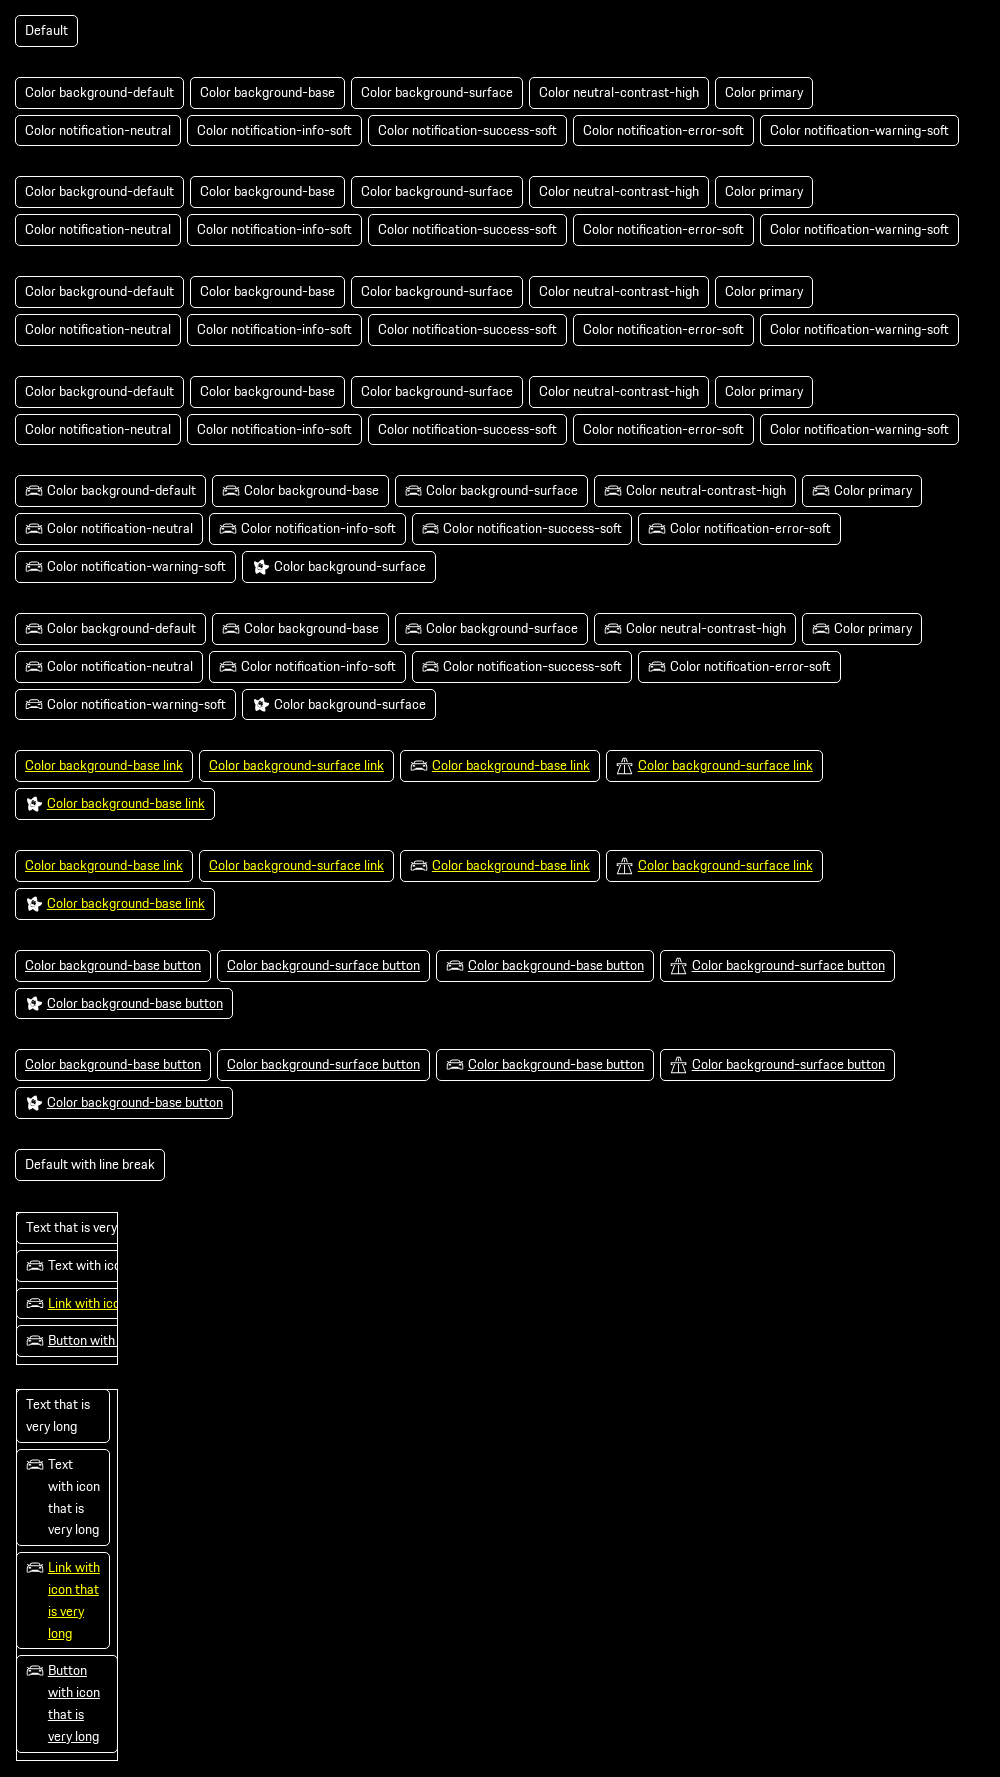 Default
Color background-default Color background-base Color background-surface Color neutral-contrast-high Color primary
Color notification-neutral Color notification-info-soft Color notification-success-soft Color notification-error-soft Color notification-warning-soft
Color background-default Color background-base Color background-surface Color neutral-contrast-high Color primary
Color notification-neutral Color notification-info-soft Color notification-success-soft Color notification-error-soft Color notification-warning-soft
Color background-default Color background-base Color background-surface Color neutral-contrast-high Color primary
Color notification-neutral Color notification-info-soft Color notification-success-soft Color notification-error-soft Color notification-warning-soft
Color background-default Color background-base Color background-surface Color neutral-contrast-high Color primary
Color notification-neutral Color notification-info-soft Color notification-success-soft Color notification-error-soft Color notification-warning-soft
Color background-default Color background-base Color background-surface Color neutral-contrast-high Color primary
Color notification-neutral Color notification-info-soft Color notification-success-soft Color notification-error-soft
Color notification-warning-soft Color background-surface
Color background-default Color background-base Color background-surface Color neutral-contrast-high Color primary
Color notification-neutral Color notification-info-soft Color notification-success-soft Color notification-error-soft
Color notification-warning-soft Color background-surface
Color background-base link Color background-surface link Color background-base link Color background-surface link
Color background-base link
Color background-base link Color background-surface link Color background-base link Color background-surface link
Color background-base link
Color background-base button Color background-surface button Color background-base button Color background-surface button
Color background-base button
Color background-base button Color background-surface button Color background-base button Color background-surface button
Color background-base button
Default with line break
Text that is very
Text with ico
Link with ico
Button with
Text that is
very long
Text
with icon
that is
very long
Link with
icon that
is very
long
Button
with icon
that is
very long